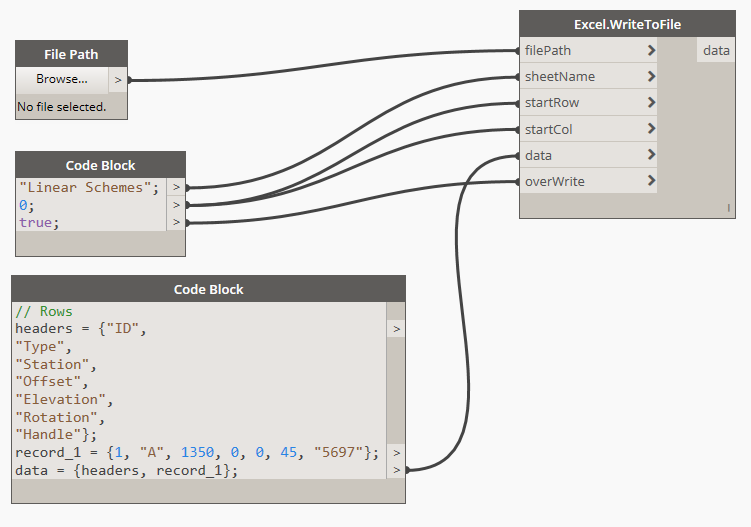 File Path
Browse... >
No file selected.
Code Block
"Linear Schemes"; >
0; >
true; >
Excel.WriteToFile
filePath > data
sheetName >
startRow >
startCol >
data >
overWrite >
Code Block
// Rows
headers = {"ID", >
"Type",
"Station",
"Offset",
"Elevation",
"Rotation",
"Handle"};
record_1 = {1, "A", 1350, 0, 0, 45, "5697"}; >
data = {headers, record_1}; >